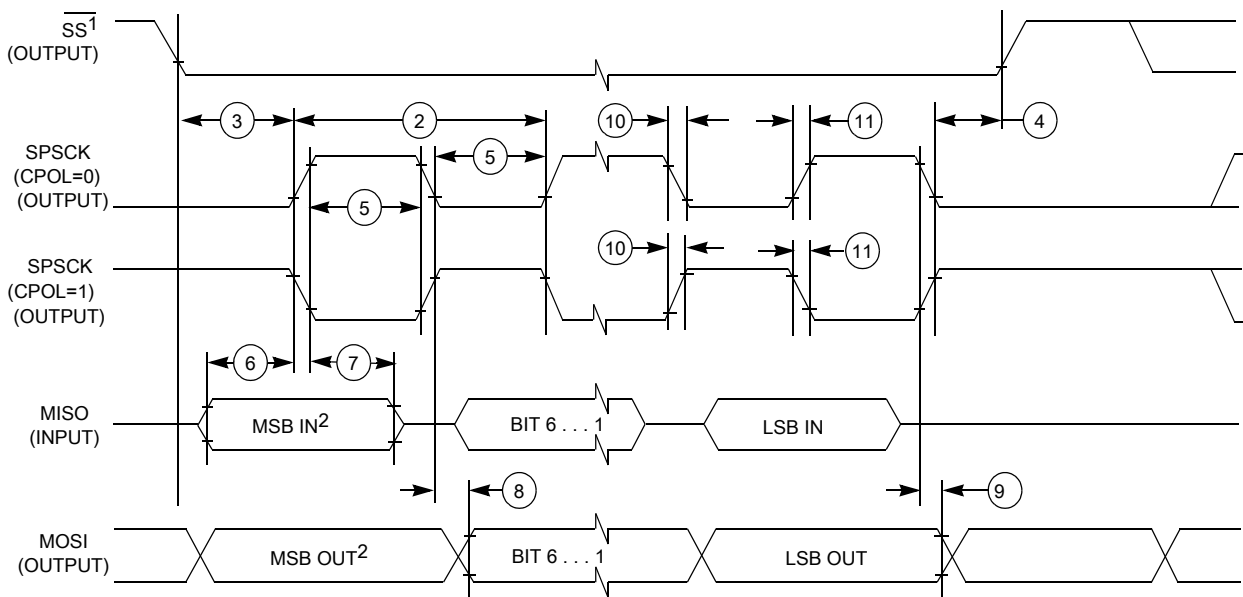 SS1
(OUTPUT)
3
2
10
11
4
SPSCK
(CPOL=0)
(OUTPUT)
5
5
10
11
SPSCK
(CPOL=1)
(OUTPUT)
6
7
MISO
(INPUT)
MSB IN2
BIT 6 . . . 1
LSB IN
8
9
MOSI
(OUTPUT)
MSB OUT2
BIT 6 . . . 1
LSB OUT